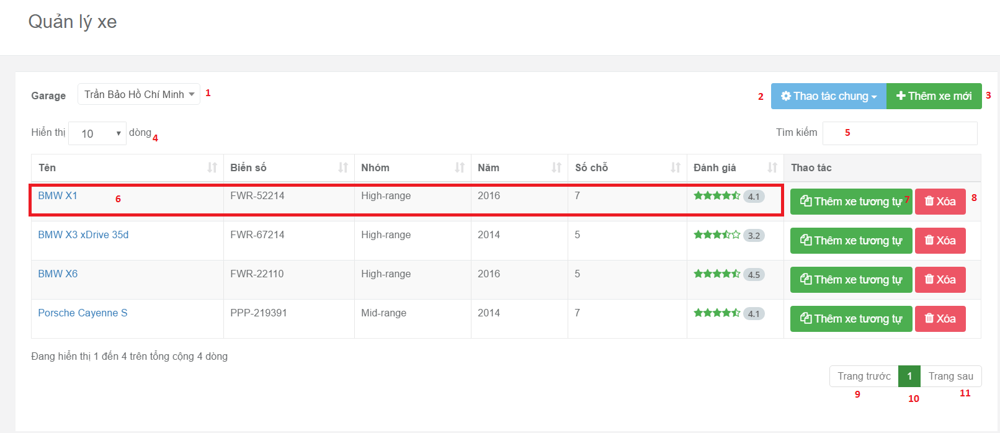 Quản lý xe
Garage Trần Bảo Hồ Chí Minh 1 2 Thao tác chung Thêm xe mới 3
Hiển thị 10 dòng 4 Tìm kiếm 5
Tên Biển số Nhóm Năm Số chỗ Đánh giá Thao tác
BMW X1 6 FWR-52214 High-range 2016 7 4.1 Thêm xe tương tự 7 Xóa 8
BMW X3 xDrive 35d FWR-67214 High-range 2014 5 3.2 Thêm xe tương tự Xóa
BMW X6 FWR-22110 High-range 2016 5 4.5 Thêm xe tương tự Xóa
Porsche Cayenne S PPP-219391 Mid-range 2014 7 4.1 Thêm xe tương tự Xóa
Đang hiển thị 1 đến 4 trên tổng cộng 4 dòng
Trang trước 1 Trang sau
9 10 11